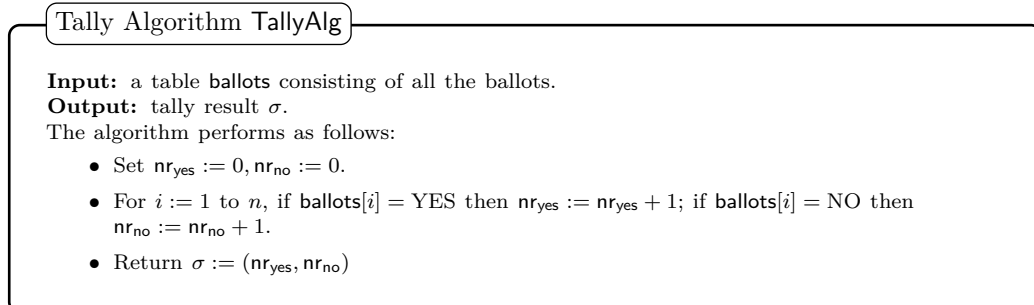 Tally Algorithm TallyAlg
Input: a table ballots consisting of all the ballots.
Output: tally result σ.
The algorithm performs as follows:
• Set nr_yes := 0, nr_no := 0.
• For i := 1 to n, if ballots[i] = YES then nr_yes := nr_yes + 1; if ballots[i] = NO then
nr_no := nr_no + 1.
• Return σ := (nr_yes, nr_no)